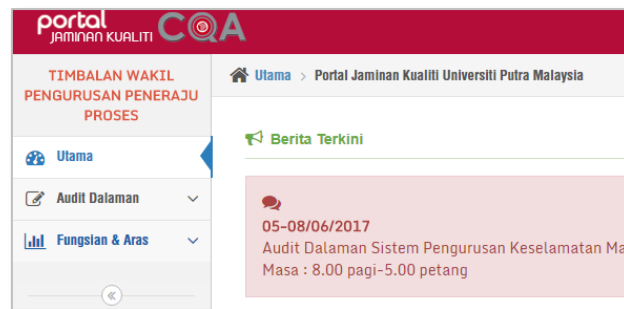 portal
JAMINAN KUALITI CQA
TIMBALAN WAKIL
PENGURUSAN PENERAJU
PROSES
Utama > Portal Jaminan Kualiti Universiti Putra Malaysia
Berita Terkini
Utama
Audit Dalaman
Fungsian & Aras
05-08/06/2017
Audit Dalaman Sistem Pengurusan Keselamatan Ma
Masa : 8.00 pagi-5.00 petang